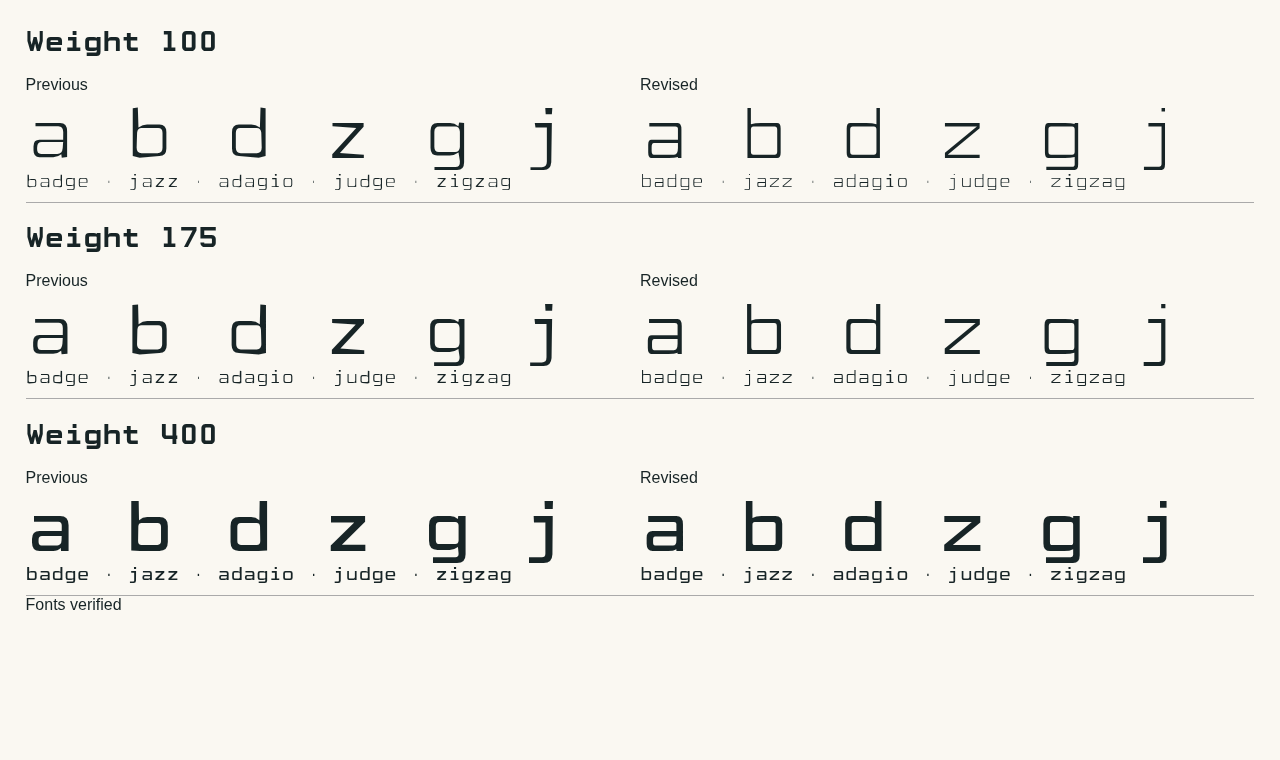 Weight 100
Previous Revised
a b d z g j a b d z g j
badge · jazz · adagio · judge · zigzag badge · jazz · adagio · judge · zigzag
Weight 175
Previous Revised
a b d z g j a b d z g j
badge · jazz · adagio · judge · zigzag badge · jazz · adagio · judge · zigzag
Weight 400
Previous Revised
a b d z g j a b d z g j
badge · jazz · adagio · judge · zigzag badge · jazz · adagio · judge · zigzag
Fonts verified